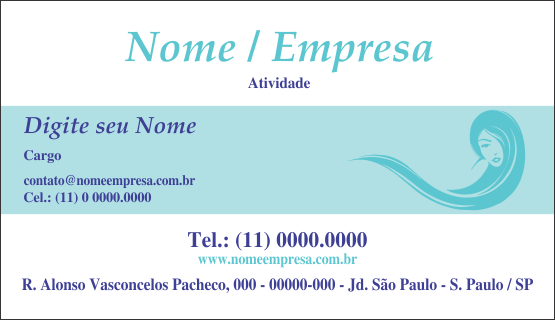 Nome / Empresa
Atividade
Digite seu Nome
Cargo
contato@nomeempresa.com.br
Cel.: (11) 0 0000.0000
Tel.: (11) 0000.0000
www.nomeempresa.com.br
R. Alonso Vasconcelos Pacheco, 000 - 00000-000 - Jd. São Paulo - S. Paulo / SP